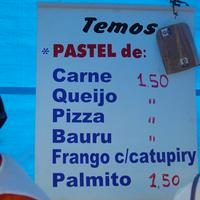 Temos
* PASTEL de:
Carne 1,50
Queijo "
Pizza "
Bauru "
Frango c/catupiry
Palmito 1,50